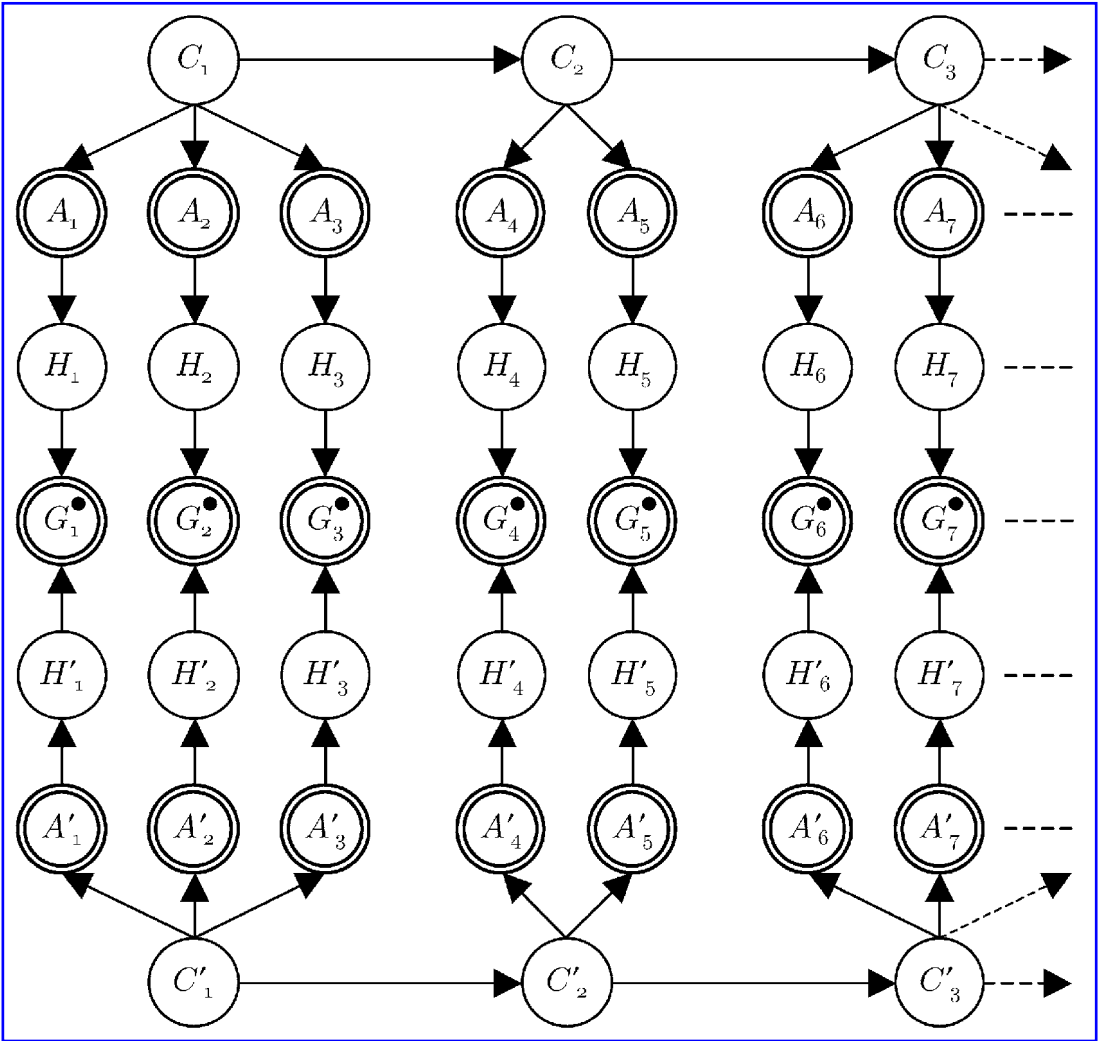 C₁ C₂ C₃
A₁ A₂ A₃ A₄ A₅ A₆ A₇
H₁ H₂ H₃ H₄ H₅ H₆ H₇
G₁ G₂ G₃ G₄ G₅ G₆ G₇
H'₁ H'₂ H'₃ H'₄ H'₅ H'₆ H'₇
A'₁ A'₂ A'₃ A'₄ A'₅ A'₆ A'₇
C'₁ C'₂ C'₃